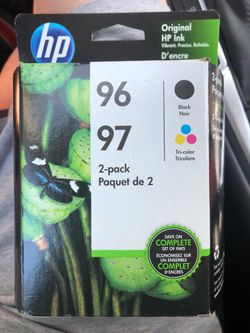 hp
Original
HP Ink
Vibrant. Precise. Reliable.
D'encre
96
Black
Noir
97
Tri-color
Tricolore
2-pack
Paquet de 2
SAVE ON
COMPLETE
SET OF INKS
ÉCONOMISEZ SUR
UN ENSEMBLE
COMPLET
D'ENCRES